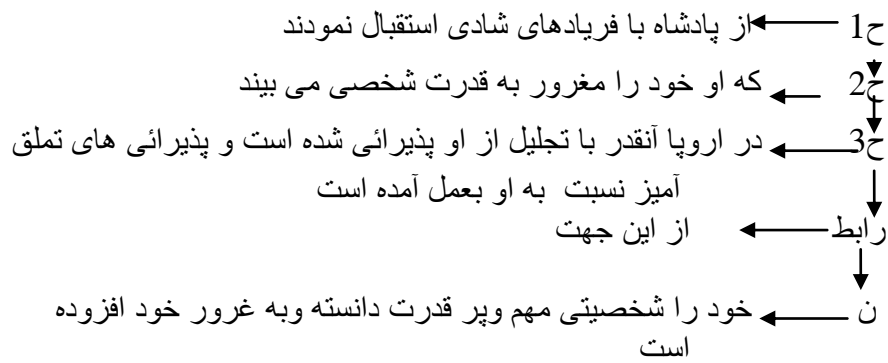 ح1 از پادشاه با فریادهای شادی استقبال نمودند
ح2 که او خود را مغرور به قدرت شخصی می بیند
ح3 در اروپا آنقدر با تجلیل از او پذیرائی شده است و پذیرائی های تملق
آمیز نسبت به او بعمل آمده است
رابط از این جهت
ن خود را شخصیتی مهم وپر قدرت دانسته وبه غرور خود افزوده
است